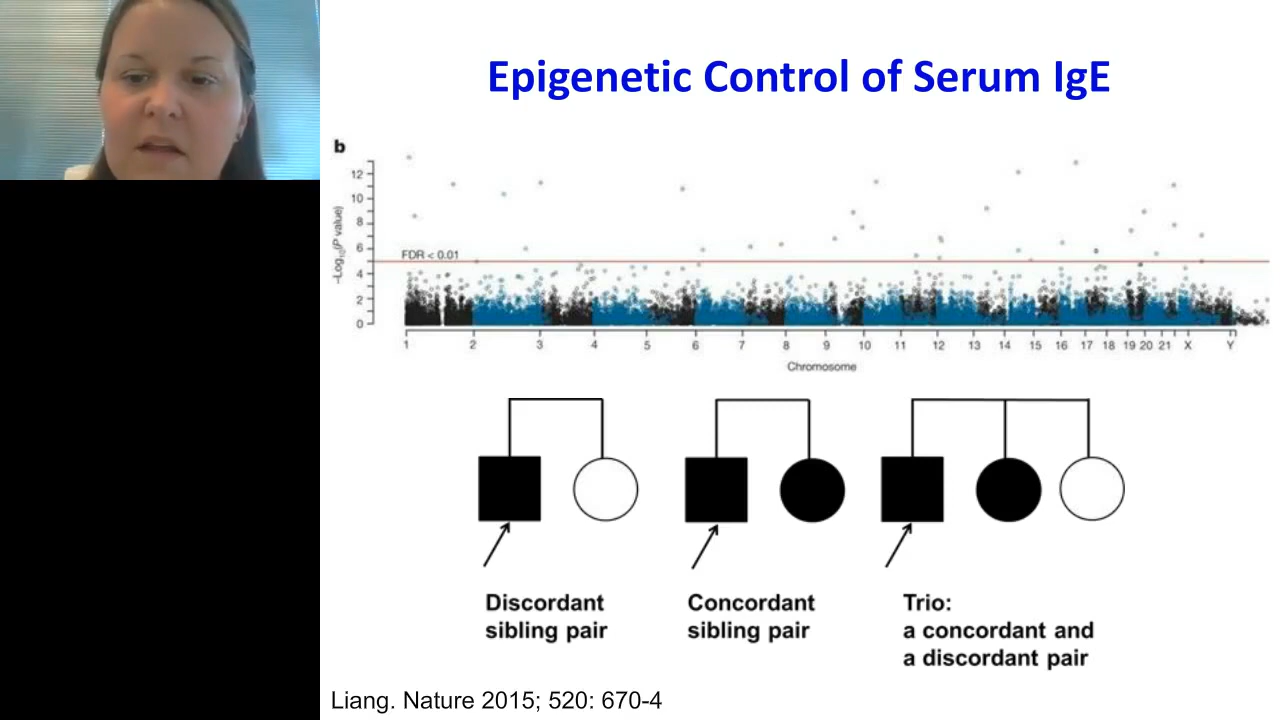 Epigenetic Control of Serum IgE
b
–Log₁₀(P value)
12
10
8
6
4
2
0
FDR < 0.01
1 2 3 4 5 6 7 8 9 10 11 12 13 14 15 16 17 18 19 20 21 X Y
Chromosome
Discordant
sibling pair
Concordant
sibling pair
Trio:
a concordant and
a discordant pair
Liang. Nature 2015; 520: 670-4